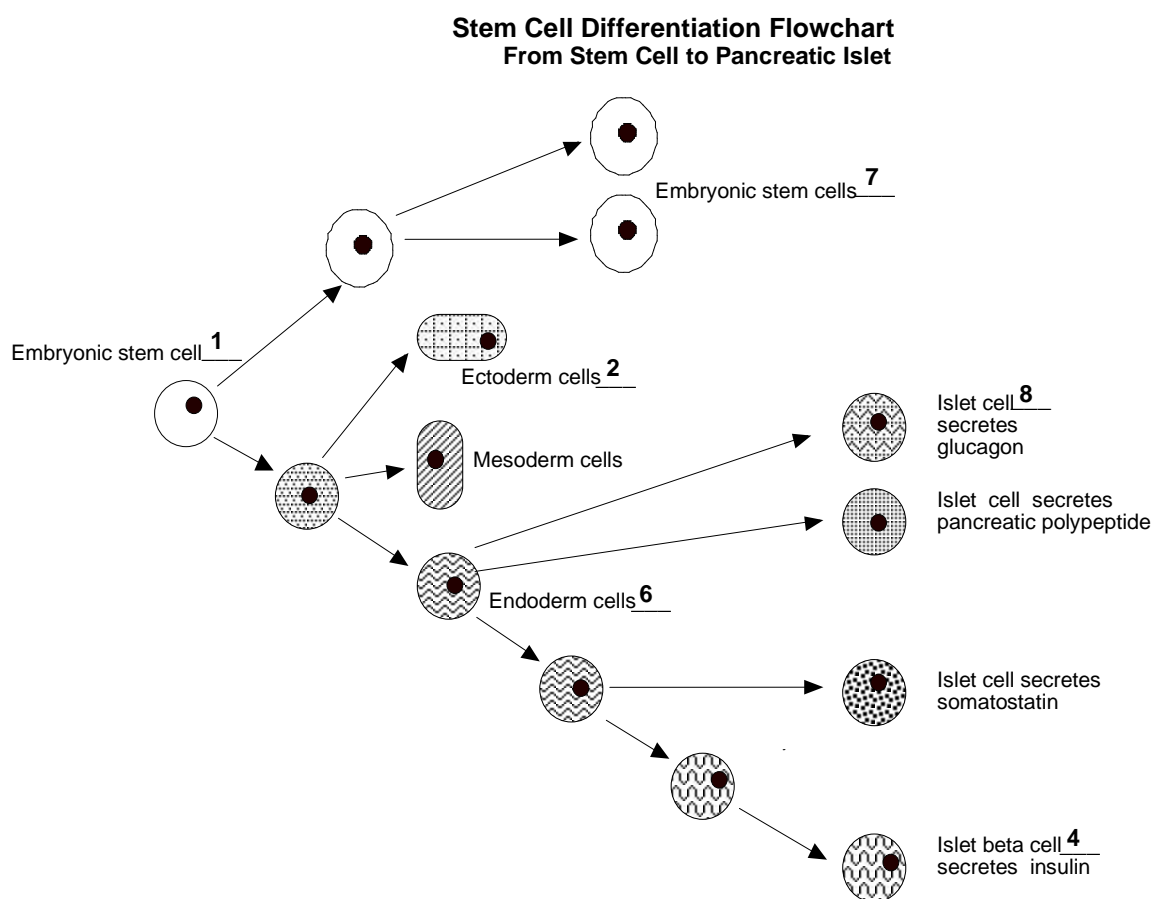 Stem Cell Differentiation Flowchart
From Stem Cell to Pancreatic Islet
Embryonic stem cells 7
Embryonic stem cell 1
Ectoderm cells 2
Islet cell 8
secretes
glucagon
Mesoderm cells
Islet cell secretes
pancreatic polypeptide
Endoderm cells 6
Islet cell secretes
somatostatin
Islet beta cell 4
secretes insulin